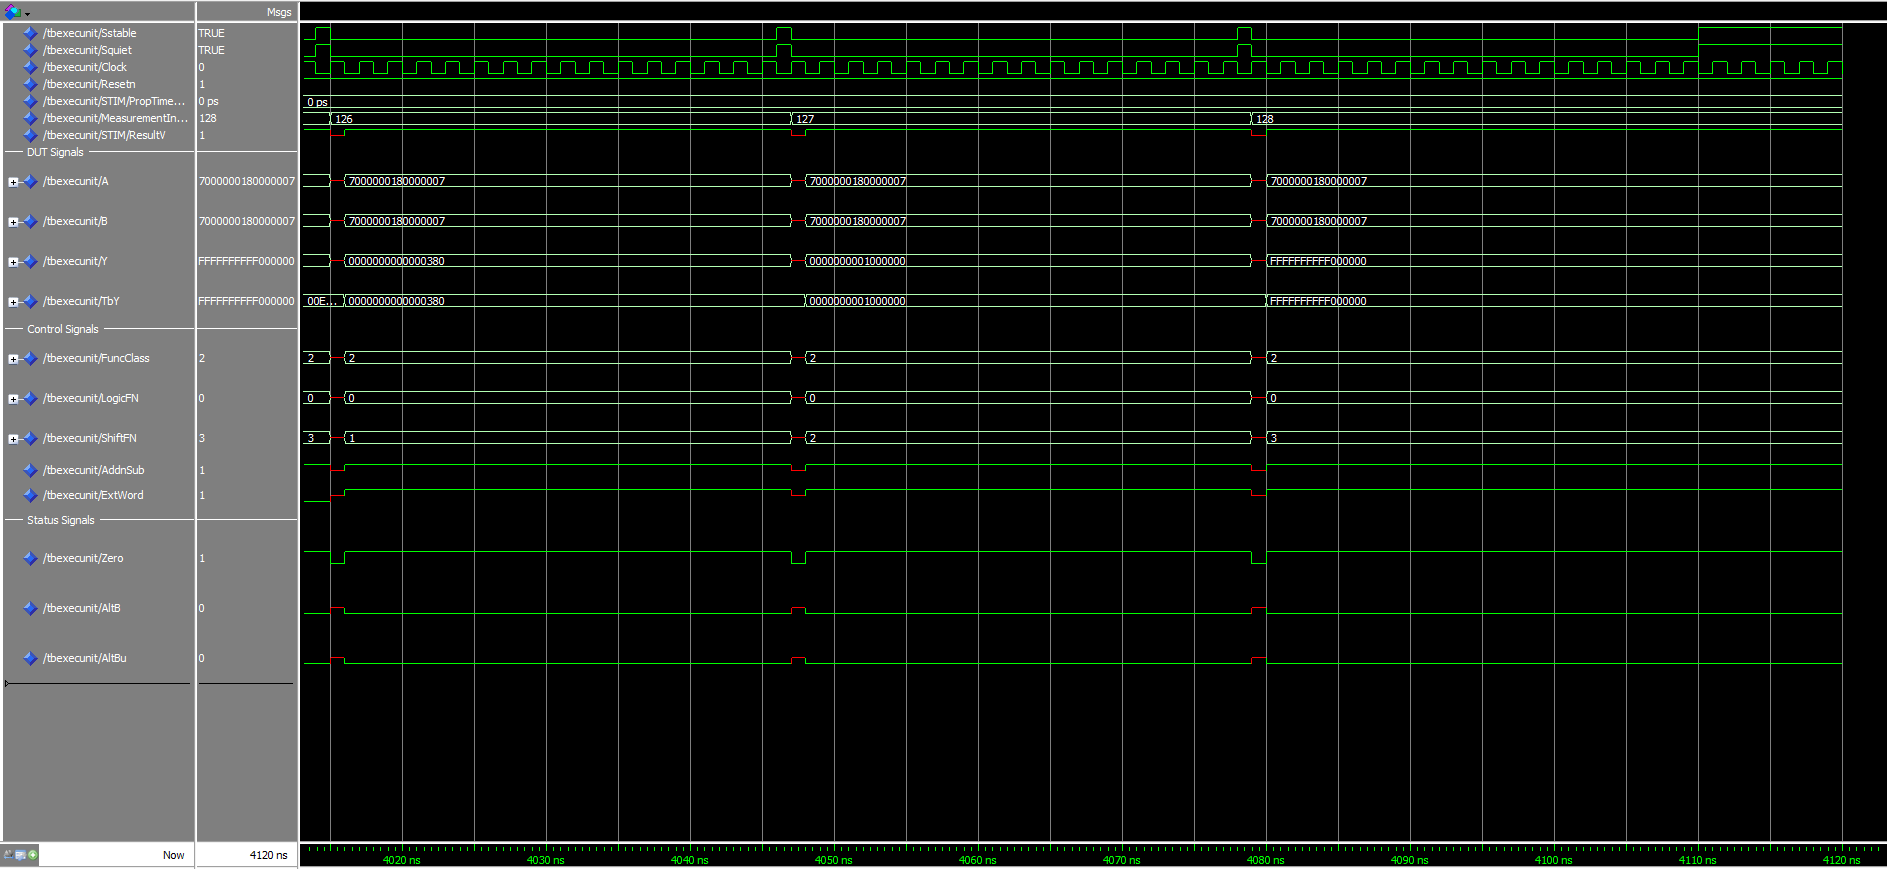 Msgs
/tbexecunit/Sstable TRUE
/tbexecunit/Squiet TRUE
/tbexecunit/Clock 0
/tbexecunit/Resetn 1
/tbexecunit/STIM/PropTime... 0 ps 0 ps
/tbexecunit/MeasurementIn... 128 126 127 128
/tbexecunit/STIM/ResultV 1
DUT Signals
/tbexecunit/A 7000000180000007 7000000180000007 7000000180000007 7000000180000007
/tbexecunit/B 7000000180000007 7000000180000007 7000000180000007 7000000180000007
/tbexecunit/Y FFFFFFFFFF000000 0000000000000380 0000000001000000 FFFFFFFFFF000000
/tbexecunit/TbY FFFFFFFFFF000000 00E... 0000000000000380 0000000001000000 FFFFFFFFFF000000
Control Signals
/tbexecunit/FuncClass 2 2 2 2 2
/tbexecunit/LogicFN 0 0 0 0 0
/tbexecunit/ShiftFN 3 3 1 2 3
/tbexecunit/AddnSub 1
/tbexecunit/ExtWord 1
Status Signals
/tbexecunit/Zero 1
/tbexecunit/AltB 0
/tbexecunit/AltBu 0
Now 4120 ns 4020 ns 4030 ns 4040 ns 4050 ns 4060 ns 4070 ns 4080 ns 4090 ns 4100 ns 4110 ns 4120 ns